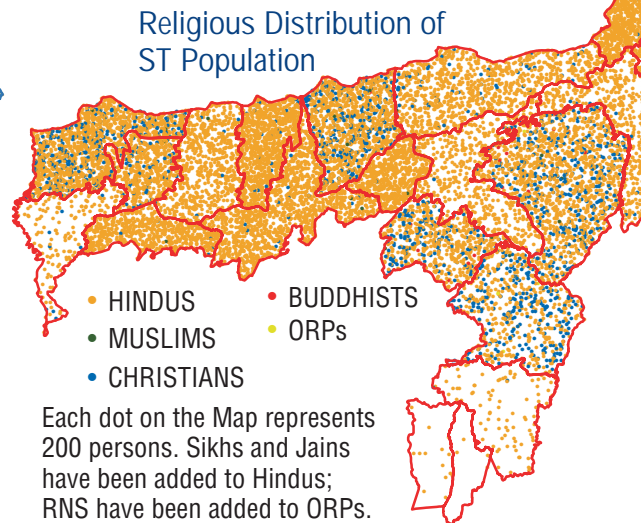 Religious Distribution of
ST Population
• HINDUS
• MUSLIMS
• CHRISTIANS
• BUDDHISTS
• ORPs
Each dot on the Map represents
200 persons. Sikhs and Jains
have been added to Hindus;
RNS have been added to ORPs.